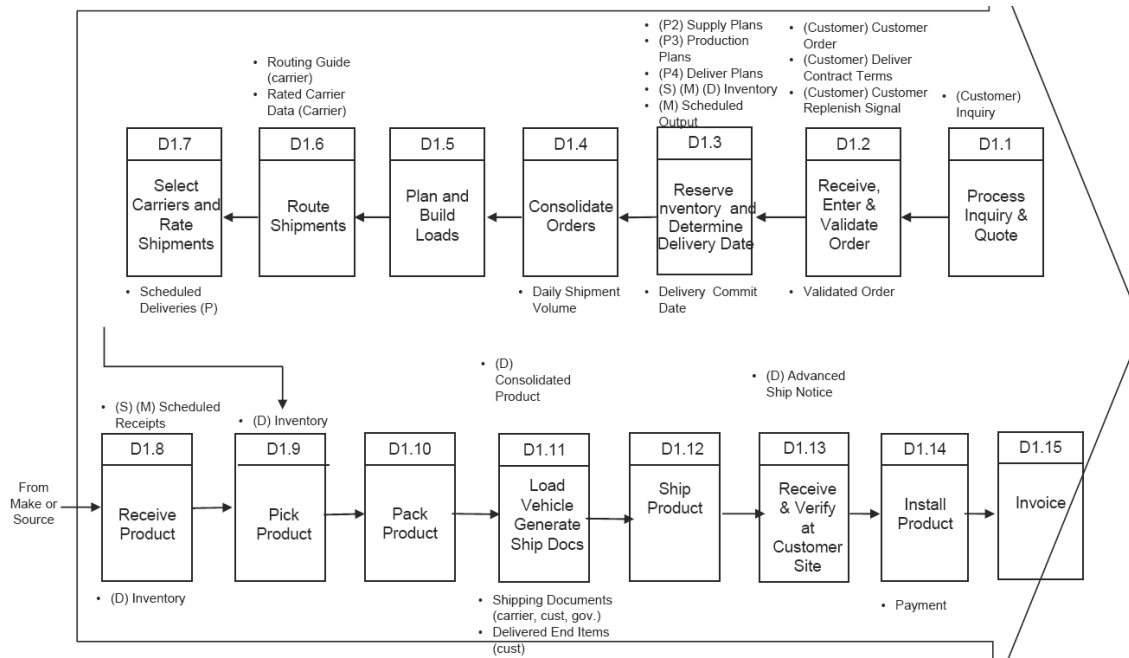 • (P2) Supply Plans
• (P3) Production
Plans
• (P4) Deliver Plans
• (S) (M) (D) Inventory
• (M) Scheduled
Output
• (Customer) Customer
Order
• (Customer) Deliver
Contract Terms
• (Customer) Customer
Replenish Signal
• Routing Guide
(carrier)
• Rated Carrier
Data (Carrier)
• (Customer)
Inquiry
D1.7
D1.6
D1.5
D1.4
D1.3
D1.2
D1.1
Select
Carriers and
Rate
Shipments
Route
Shipments
Plan and
Build
Loads
Consolidate
Orders
Reserve
nventory and
Determine
Delivery Date
Receive,
Enter &
Validate
Order
Process
Inquiry &
Quote
• Scheduled
Deliveries (P)
• Daily Shipment
Volume
• Delivery Commit
Date
• Validated Order
• (D)
Consolidated
Product
• (D) Advanced
Ship Notice
• (S) (M) Scheduled
Receipts
• (D) Inventory
D1.8
D1.9
D1.10
D1.11
D1.12
D1.13
D1.14
D1.15
From
Make or
Source
Receive
Product
Pick
Product
Pack
Product
Load
Vehicle
Generate
Ship Docs
Ship
Product
Receive
& Verify
at
Customer
Site
Install
Product
Invoice
• (D) Inventory
• Shipping Documents
(carrier, cust, gov.)
• Delivered End Items
(cust)
• Payment